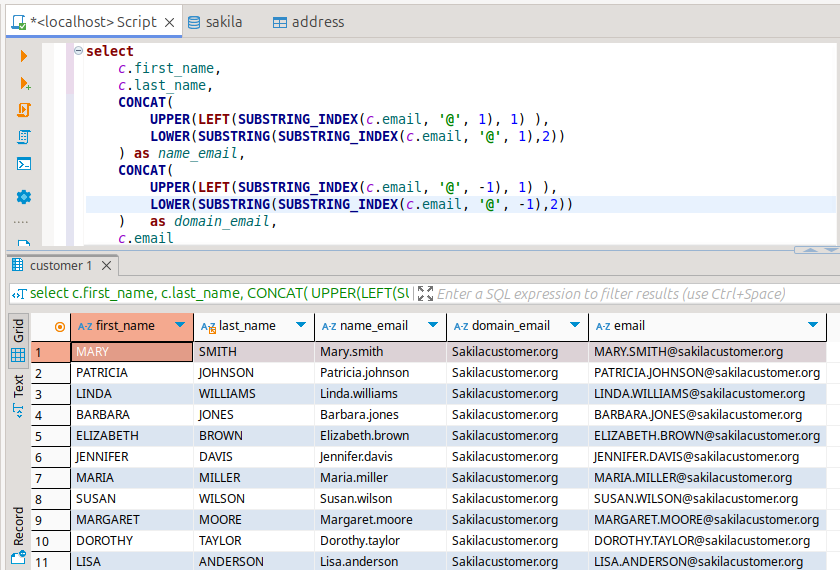 *<localhost> Script
sakila
address
select
c.first_name,
c.last_name,
CONCAT(
UPPER(LEFT(SUBSTRING_INDEX(c.email, '@', 1), 1) ),
LOWER(SUBSTRING(SUBSTRING_INDEX(c.email, '@', 1),2))
) as name_email,
CONCAT(
UPPER(LEFT(SUBSTRING_INDEX(c.email, '@', -1), 1) ),
LOWER(SUBSTRING(SUBSTRING_INDEX(c.email, '@', -1),2))
) as domain_email,
c.email
customer 1
select c.first_name, c.last_name, CONCAT( UPPER(LEFT(SU Enter a SQL expression to filter results (use Ctrl+Space)
Grid
Text
Record
A-Z first_name A-Z last_name A-Z name_email A-Z domain_email A-Z email
1 MARY SMITH Mary.smith Sakilacustomer.org MARY.SMITH@sakilacustomer.org
2 PATRICIA JOHNSON Patricia.johnson Sakilacustomer.org PATRICIA.JOHNSON@sakilacustomer.org
3 LINDA WILLIAMS Linda.williams Sakilacustomer.org LINDA.WILLIAMS@sakilacustomer.org
4 BARBARA JONES Barbara.jones Sakilacustomer.org BARBARA.JONES@sakilacustomer.org
5 ELIZABETH BROWN Elizabeth.brown Sakilacustomer.org ELIZABETH.BROWN@sakilacustomer.org
6 JENNIFER DAVIS Jennifer.davis Sakilacustomer.org JENNIFER.DAVIS@sakilacustomer.org
7 MARIA MILLER Maria.miller Sakilacustomer.org MARIA.MILLER@sakilacustomer.org
8 SUSAN WILSON Susan.wilson Sakilacustomer.org SUSAN.WILSON@sakilacustomer.org
9 MARGARET MOORE Margaret.moore Sakilacustomer.org MARGARET.MOORE@sakilacustomer.org
10 DOROTHY TAYLOR Dorothy.taylor Sakilacustomer.org DOROTHY.TAYLOR@sakilacustomer.org
11 LISA ANDERSON Lisa.anderson Sakilacustomer.org LISA.ANDERSON@sakilacustomer.org